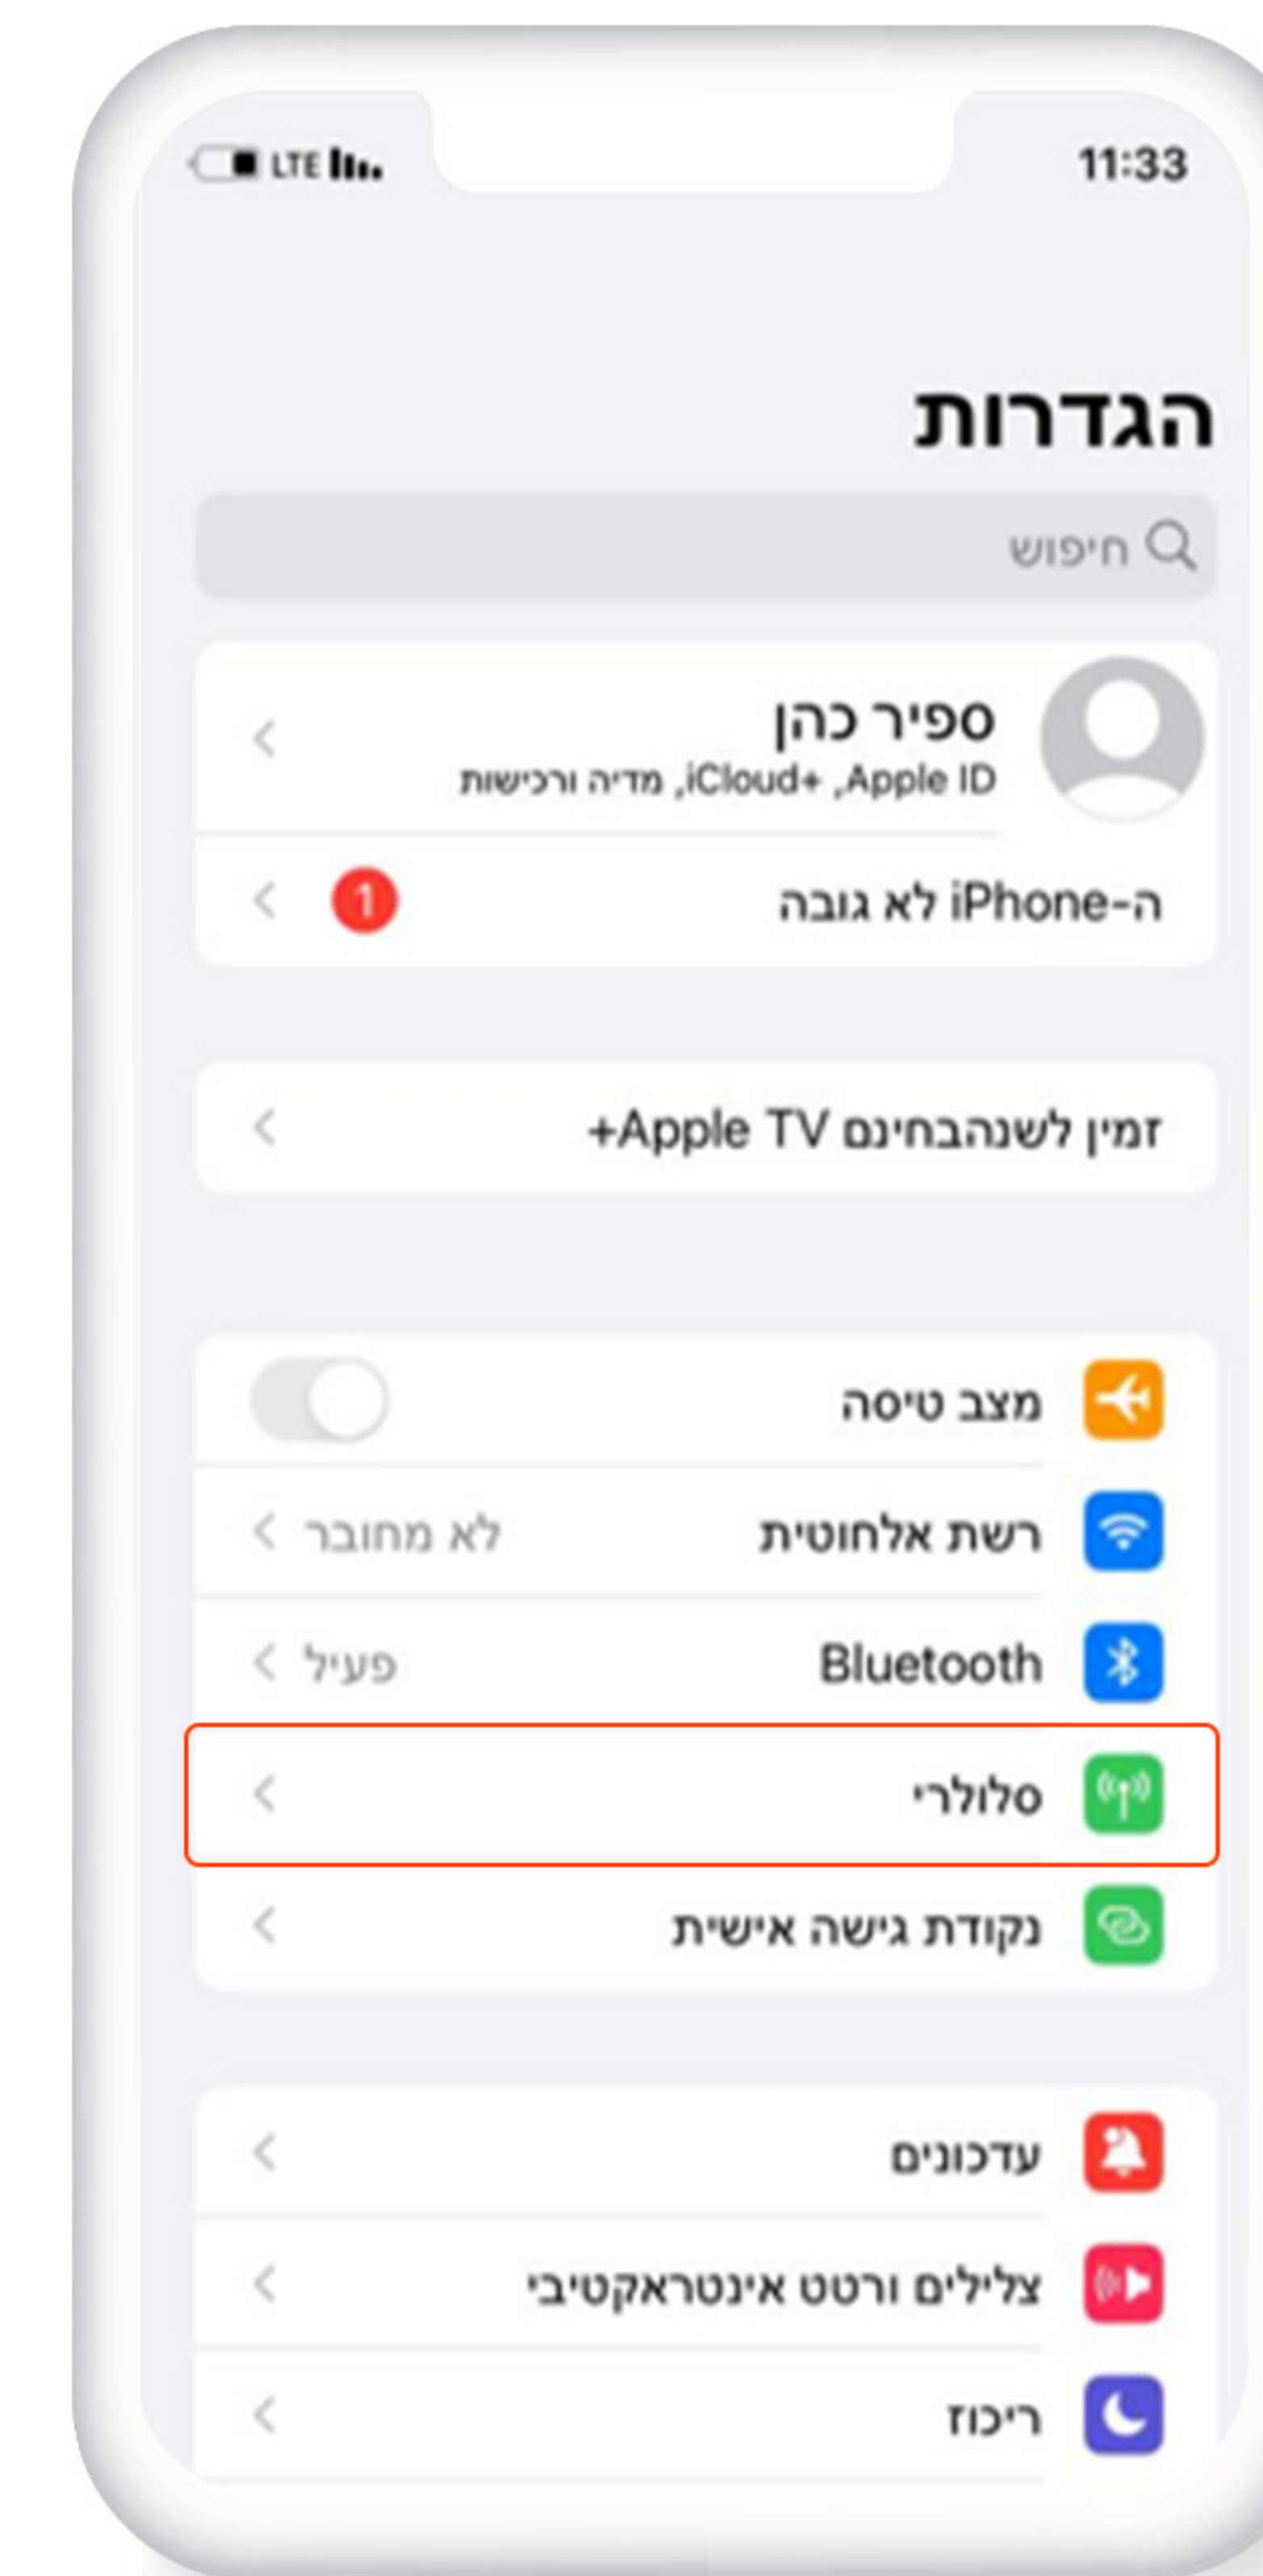 11:33 LTE
הגדרות
חיפוש
ספיר כהן
Apple ID, iCloud+, מדיה ורכישות
ה-iPhone לא גובה
1
זמין לשנהבחינם Apple TV+
מצב טיסה
רשת אלחוטית לא מחובר
Bluetooth פעיל
סלולרי
נקודת גישה אישית
עדכונים
צלילים ורטט אינטראקטיבי
ריכוז